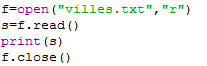 f=open("villes.txt","r")
s=f.read()
print(s)
f.close()